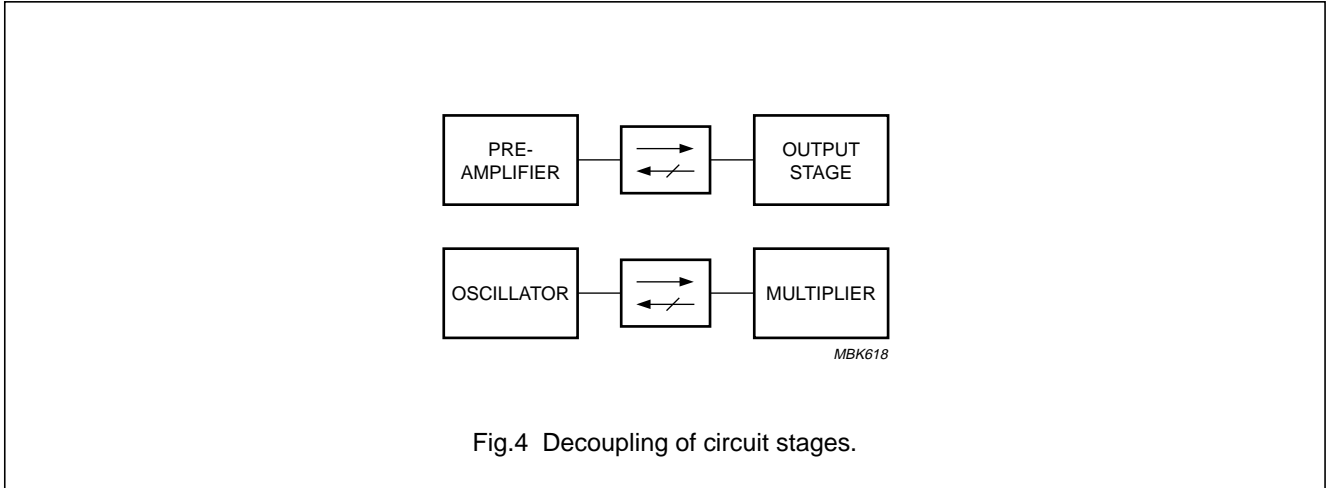 PRE-
AMPLIFIER
OUTPUT
STAGE
OSCILLATOR
MULTIPLIER
MBK618
Fig.4 Decoupling of circuit stages.